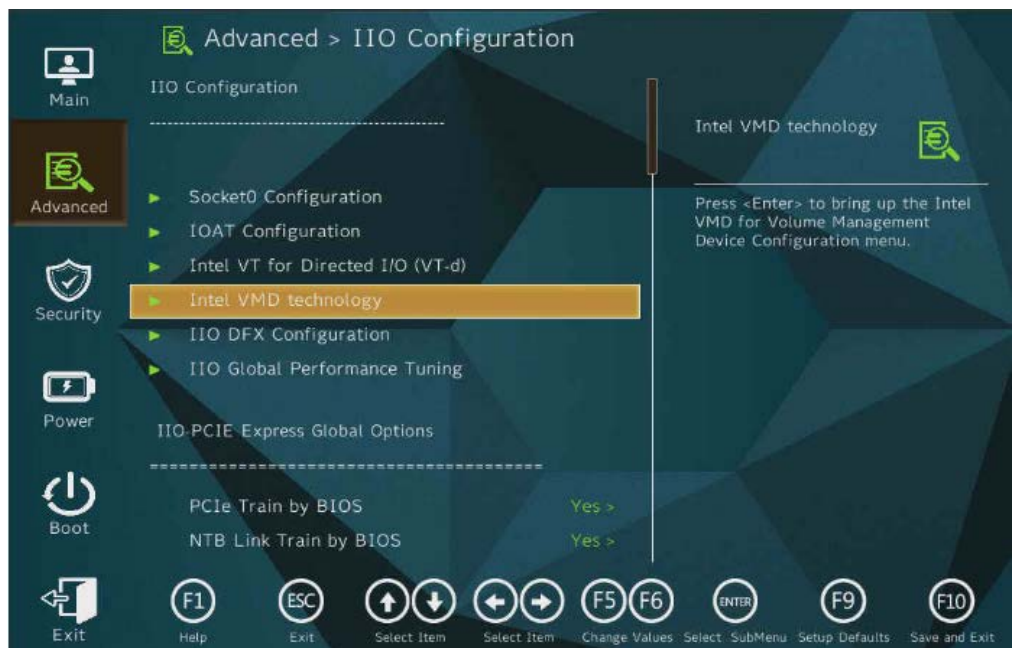 Advanced > IIO Configuration
Main
IIO Configuration
--------------------------------------------
Intel VMD technology
Advanced
Press <Enter> to bring up the Intel
VMD for Volume Management
Device Configuration menu.
Socket0 Configuration
IOAT Configuration
Intel VT for Directed I/O (VT-d)
Intel VMD technology
IIO DFX Configuration
IIO Global Performance Tuning
Security
Power
IIO-PCIE Express Global Options
==========================================
PCIe Train by BIOS Yes >
NTB Link Train by BIOS Yes >
Boot
Exit
F1 ESC F5 F6 ENTER F9 F10
Help Exit Select Item Select Item Change Values Select SubMenu Setup Defaults Save and Exit